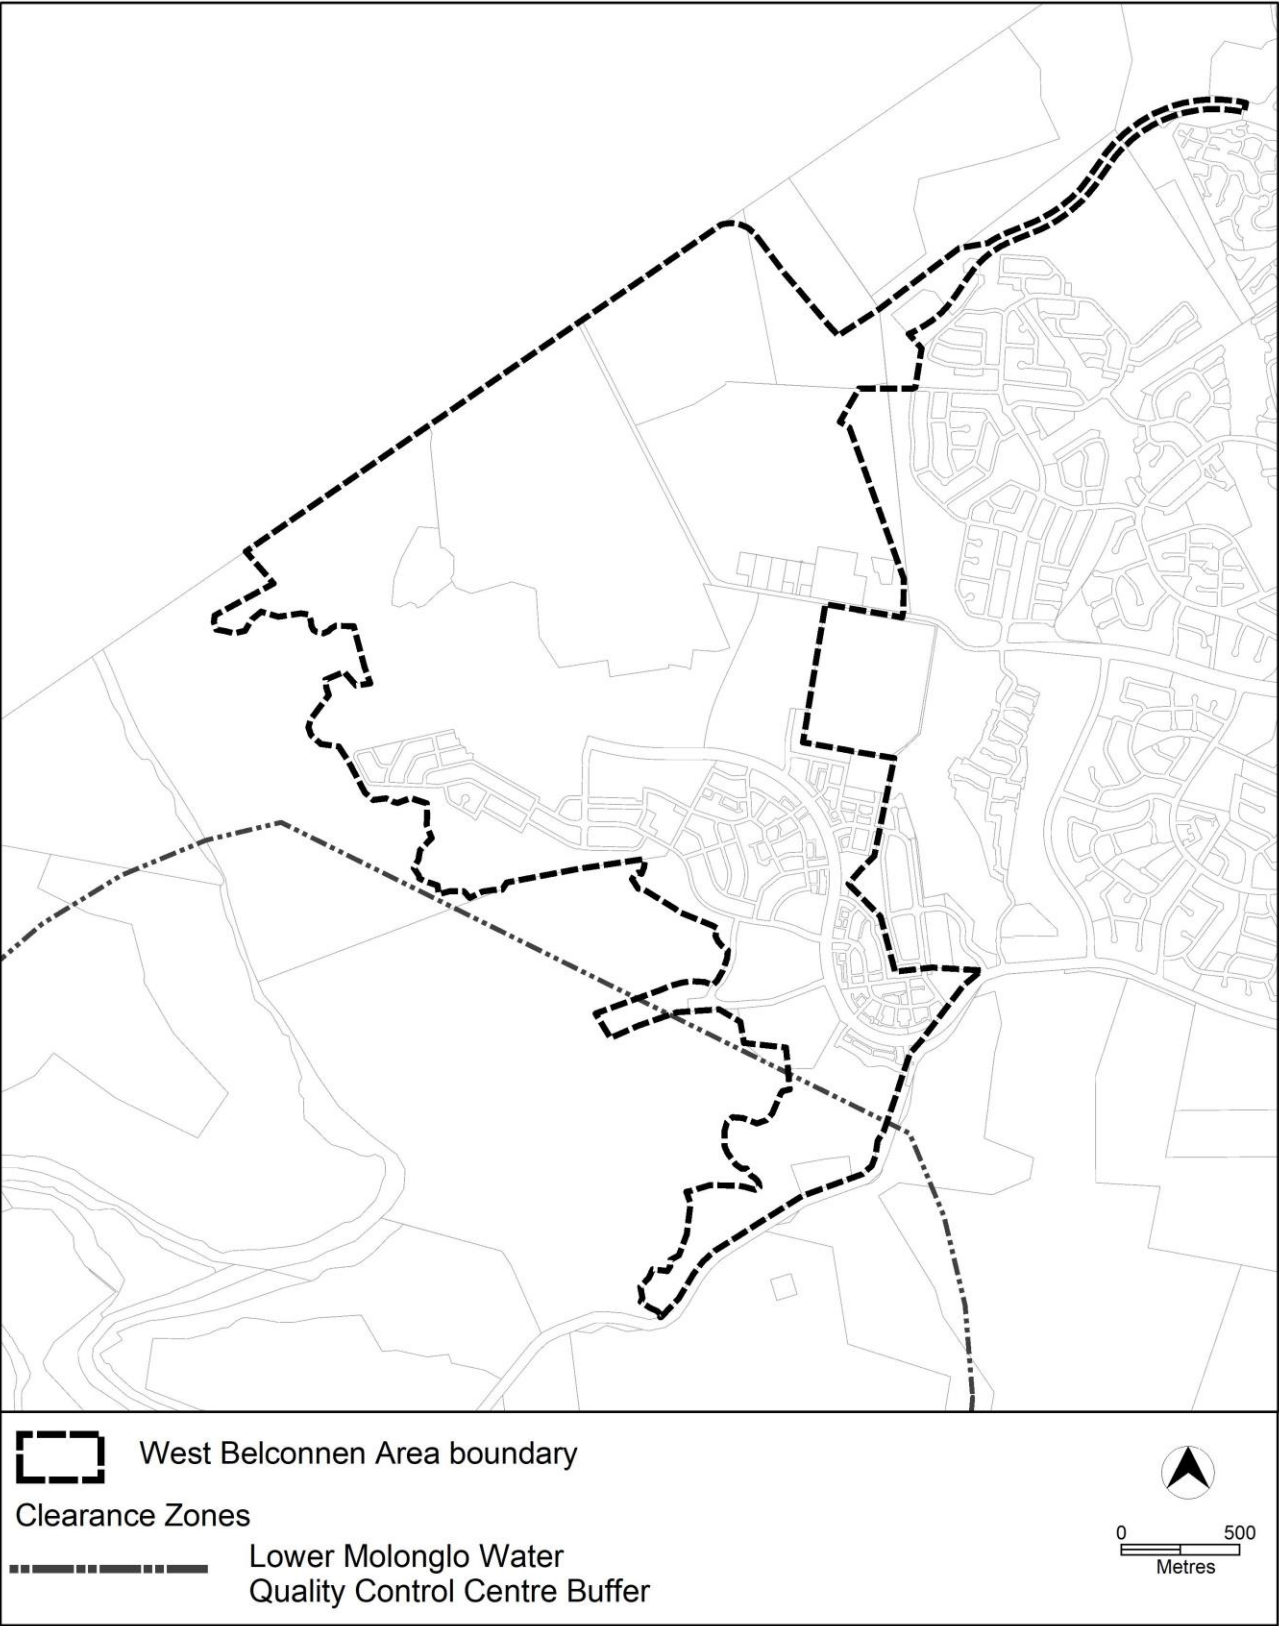 West Belconnen Area boundary
Clearance Zones
Lower Molonglo Water
Quality Control Centre Buffer
0 500
Metres